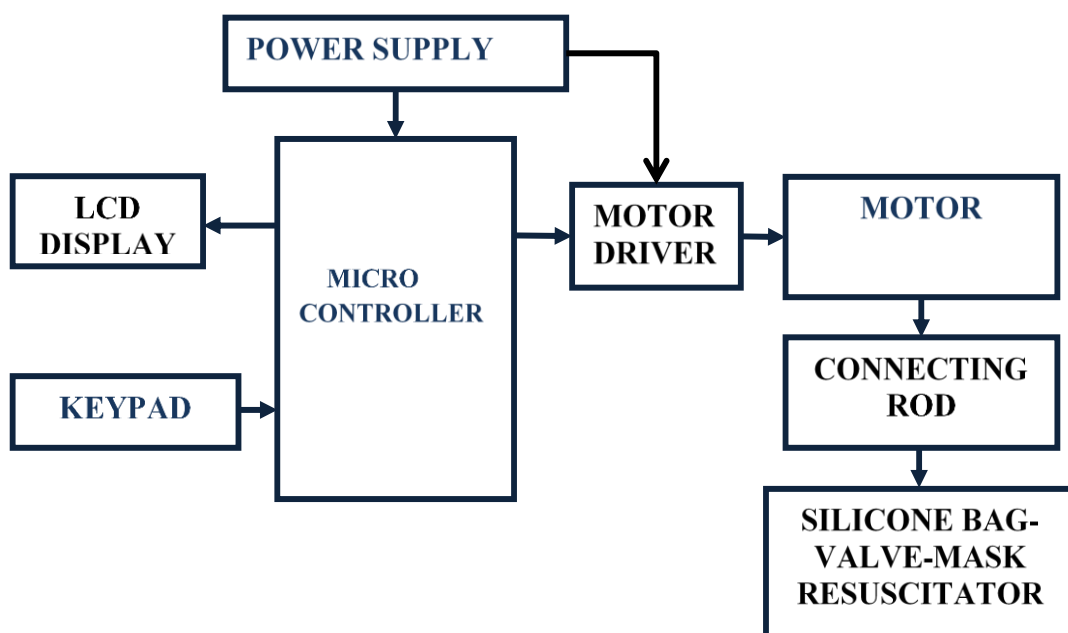 POWER SUPPLY
LCD
DISPLAY
MICRO
CONTROLLER
MOTOR
DRIVER
MOTOR
KEYPAD
CONNECTING
ROD
SILICONE BAG-
VALVE-MASK
RESUSCITATOR